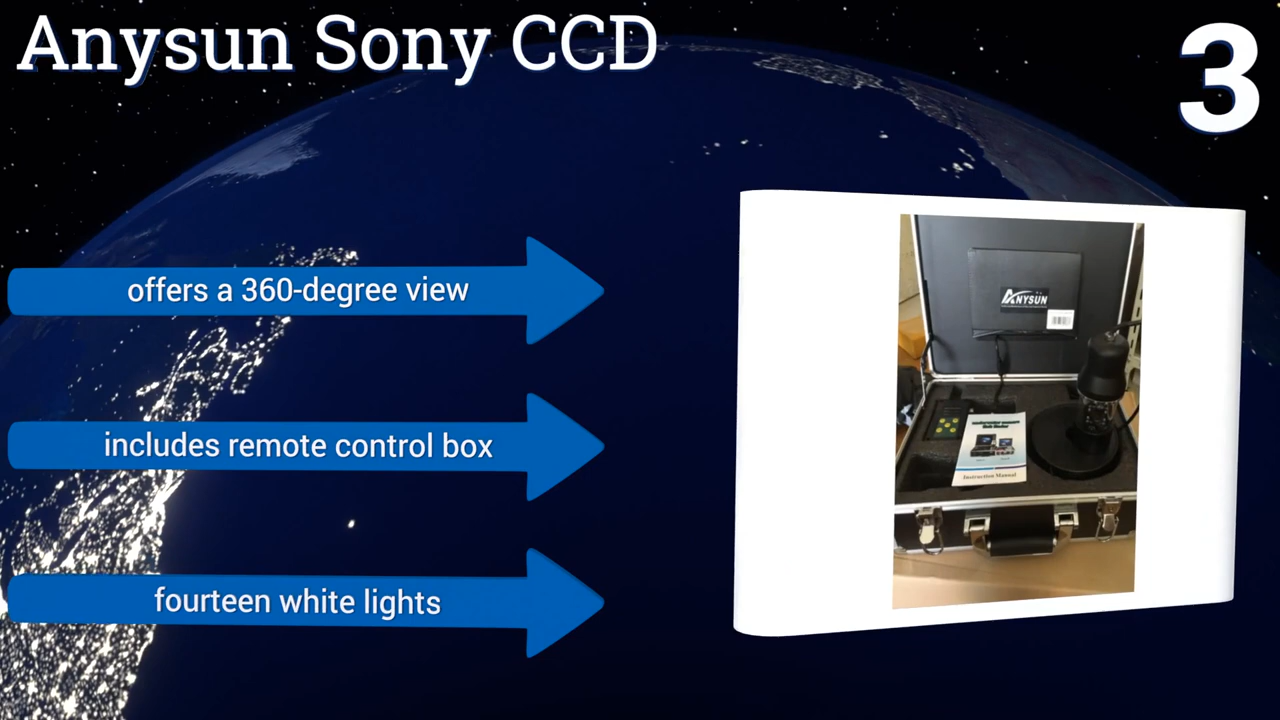 Anysun Sony CCD
3
offers a 360-degree view
includes remote control box
fourteen white lights
ANYSUN
Instruction Manual